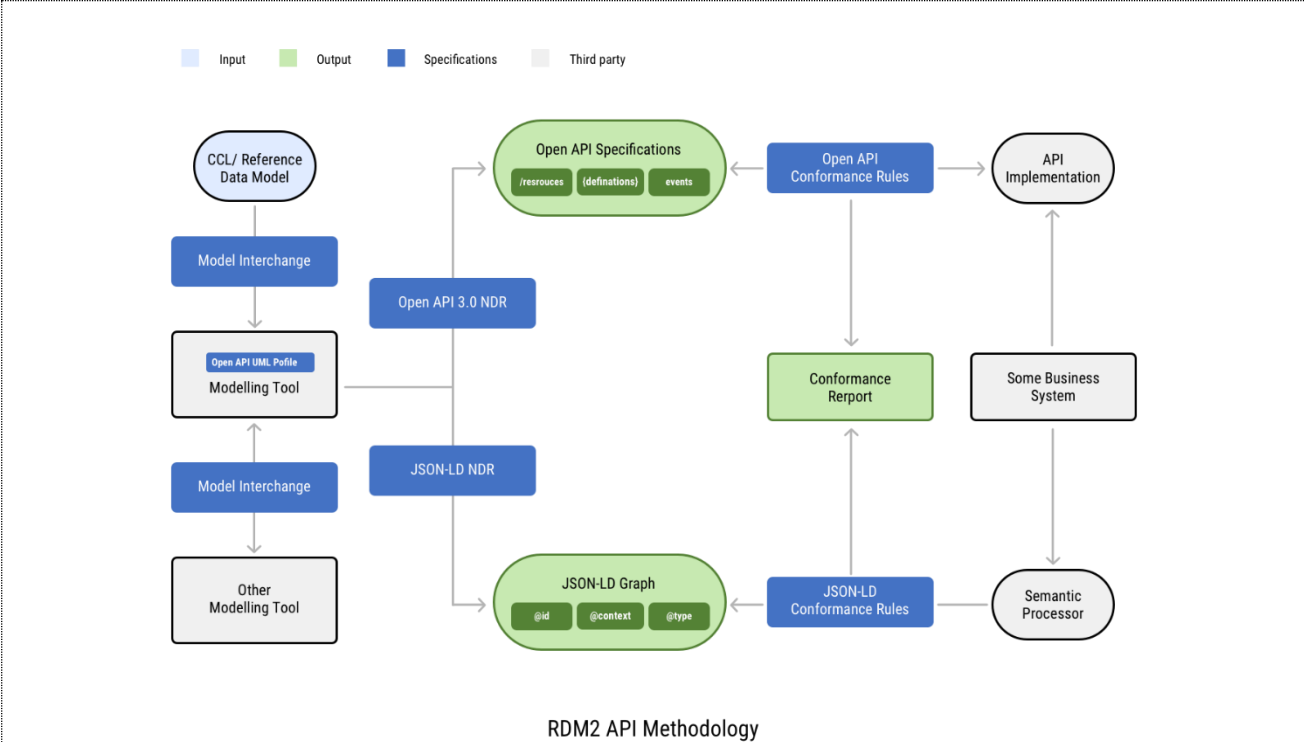 Input
Output
Specifications
Third party
CCL/ Reference
Data Model
Model Interchange
Open API UML Pofile
Modelling Tool
Model Interchange
Other
Modelling Tool
Open API 3.0 NDR
JSON-LD NDR
Open API Specifications
/resrouces
(definations)
events
JSON-LD Graph
@id
@context
@type
Open API
Conformance Rules
Conformance
Rerport
JSON-LD
Conformance Rules
API
Implementation
Some Business
System
Semantic
Processor
RDM2 API Methodology